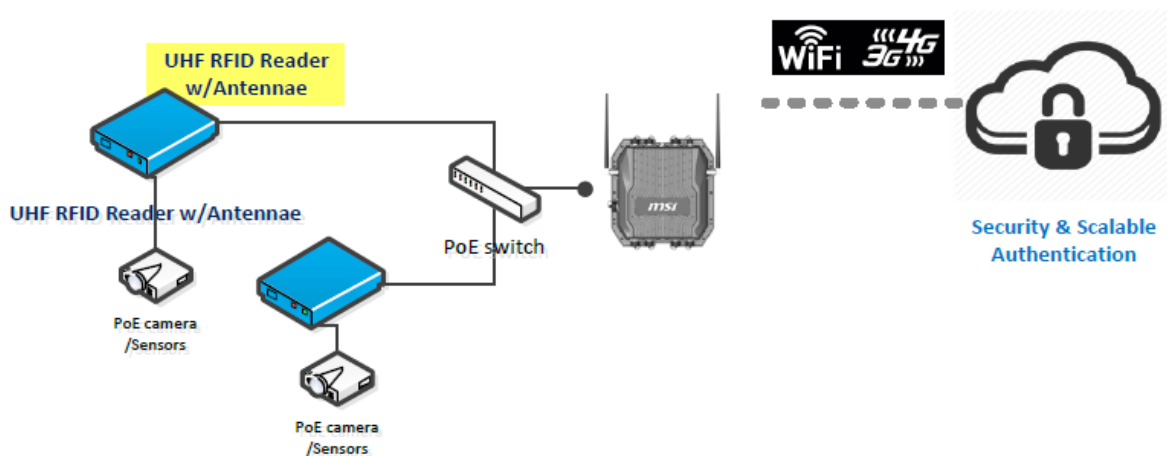 UHF RFID Reader
w/Antennae
WiFi 3G 4G
msi
UHF RFID Reader w/Antennae
PoE switch
Security & Scalable
Authentication
PoE camera
/Sensors
PoE camera
/Sensors